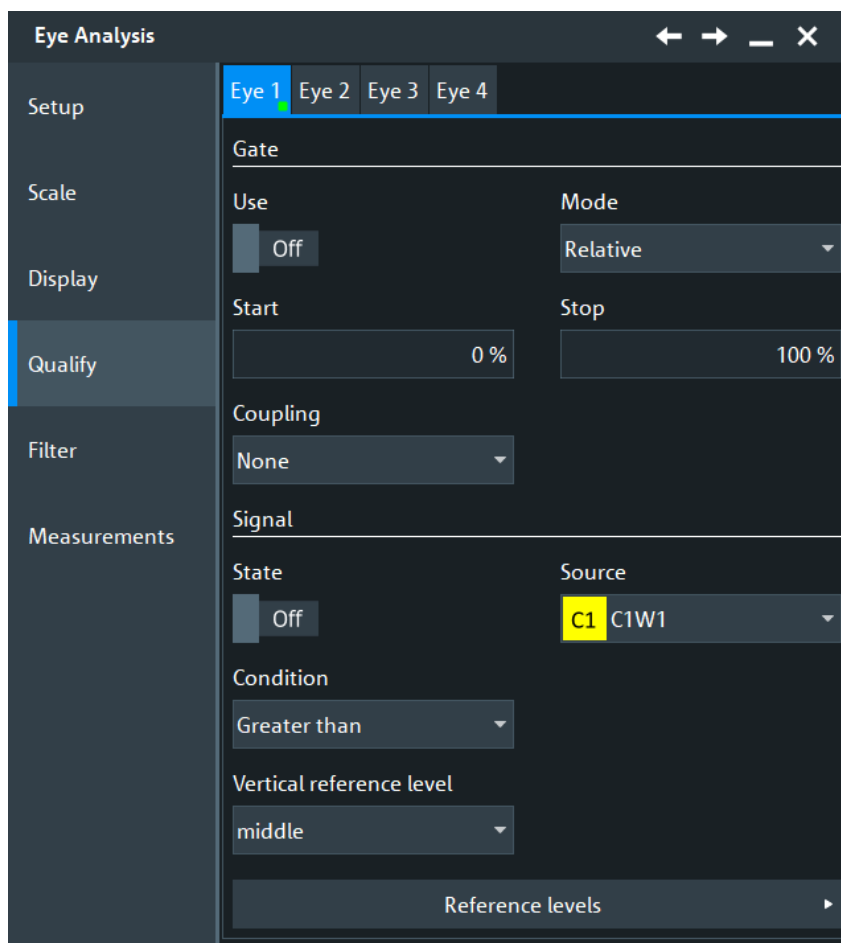 Eye Analysis
Setup
Scale
Display
Qualify
Filter
Measurements
Eye 1 Eye 2 Eye 3 Eye 4
Gate
Use Mode
Off Relative
Start Stop
0 % 100 %
Coupling
None
Signal
State Source
Off C1 C1W1
Condition
Greater than
Vertical reference level
middle
Reference levels